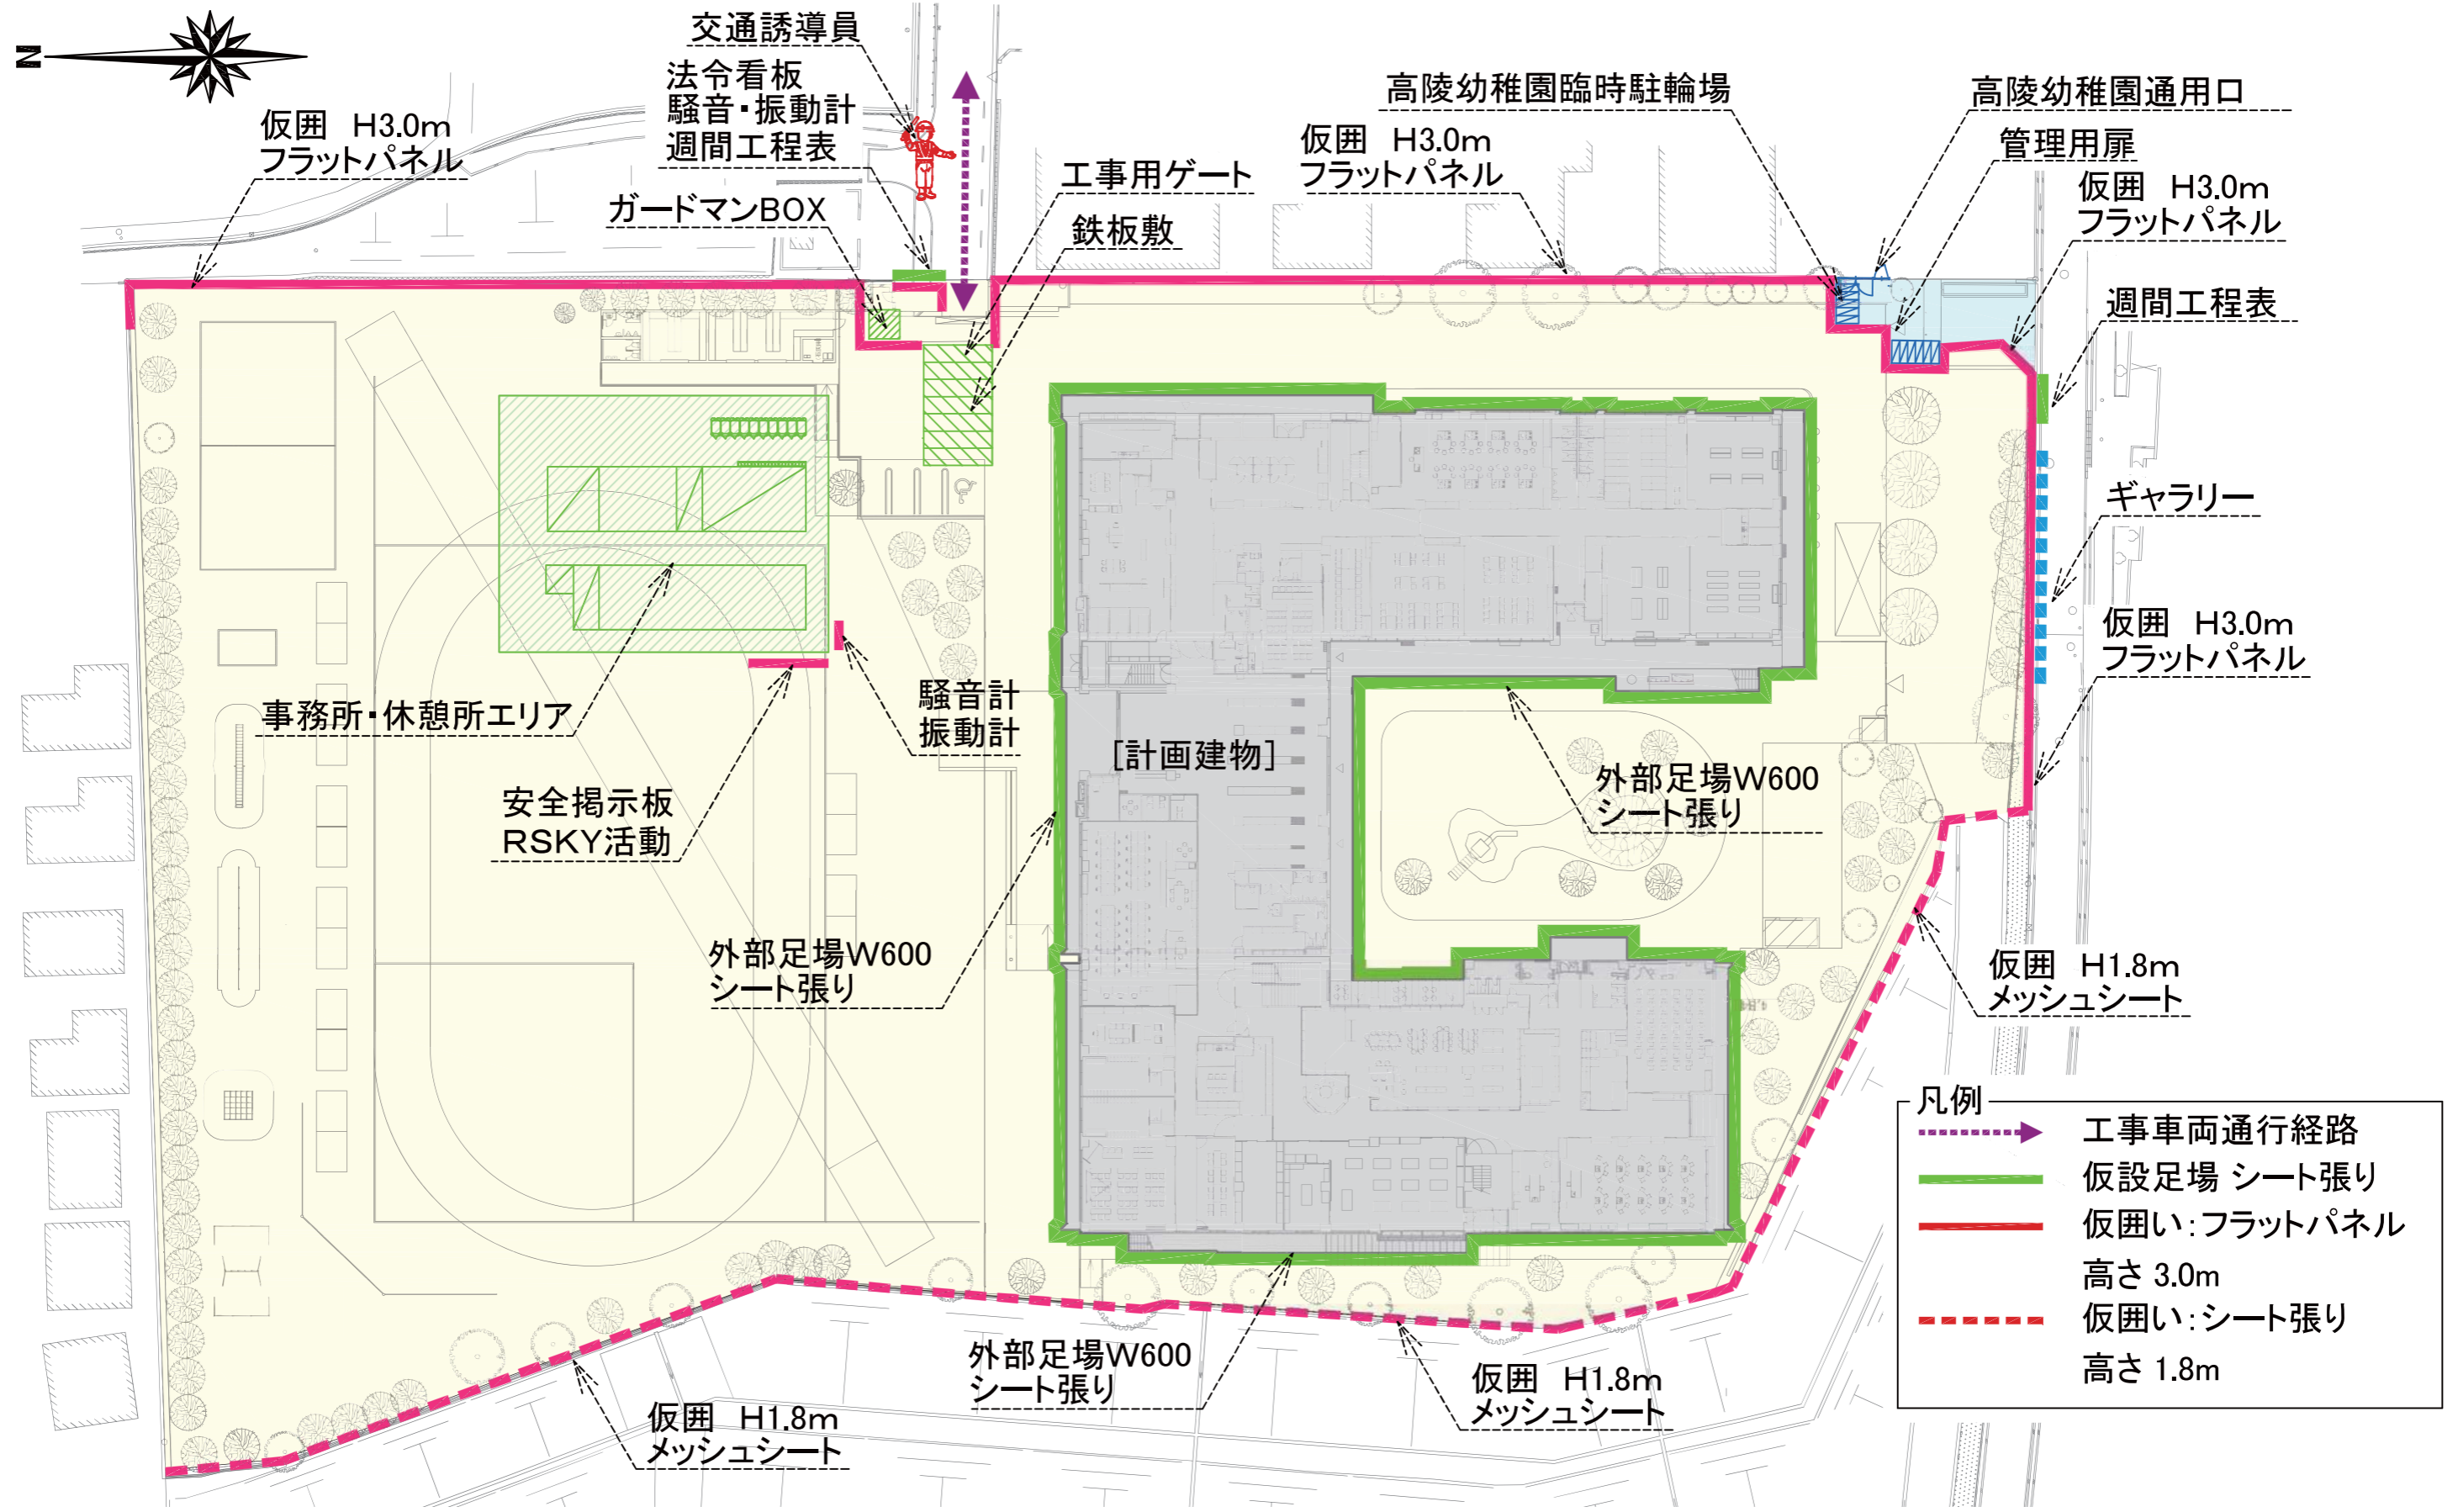 N
交通誘導員
法令看板
騒音・振動計
週間工程表
仮囲 H3.0m
フラットパネル
ガードマンBOX
工事用ゲート
鉄板敷
高陵幼稚園臨時駐輪場
仮囲 H3.0m
フラットパネル
高陵幼稚園通用口
管理用扉
仮囲 H3.0m
フラットパネル
週間工程表
ギャラリー
仮囲 H3.0m
フラットパネル
事務所・休憩所エリア
騒音計
振動計
安全掲示板
RSKY活動
[計画建物]
外部足場W600
シート張り
外部足場W600
シート張り
仮囲 H1.8m
メッシュシート
外部足場W600
シート張り
仮囲 H1.8m
メッシュシート
仮囲 H1.8m
メッシュシート
凡例
工事車両通行経路
仮設足場 シート張り
仮囲い:フラットパネル
高さ 3.0m
仮囲い:シート張り
高さ 1.8m